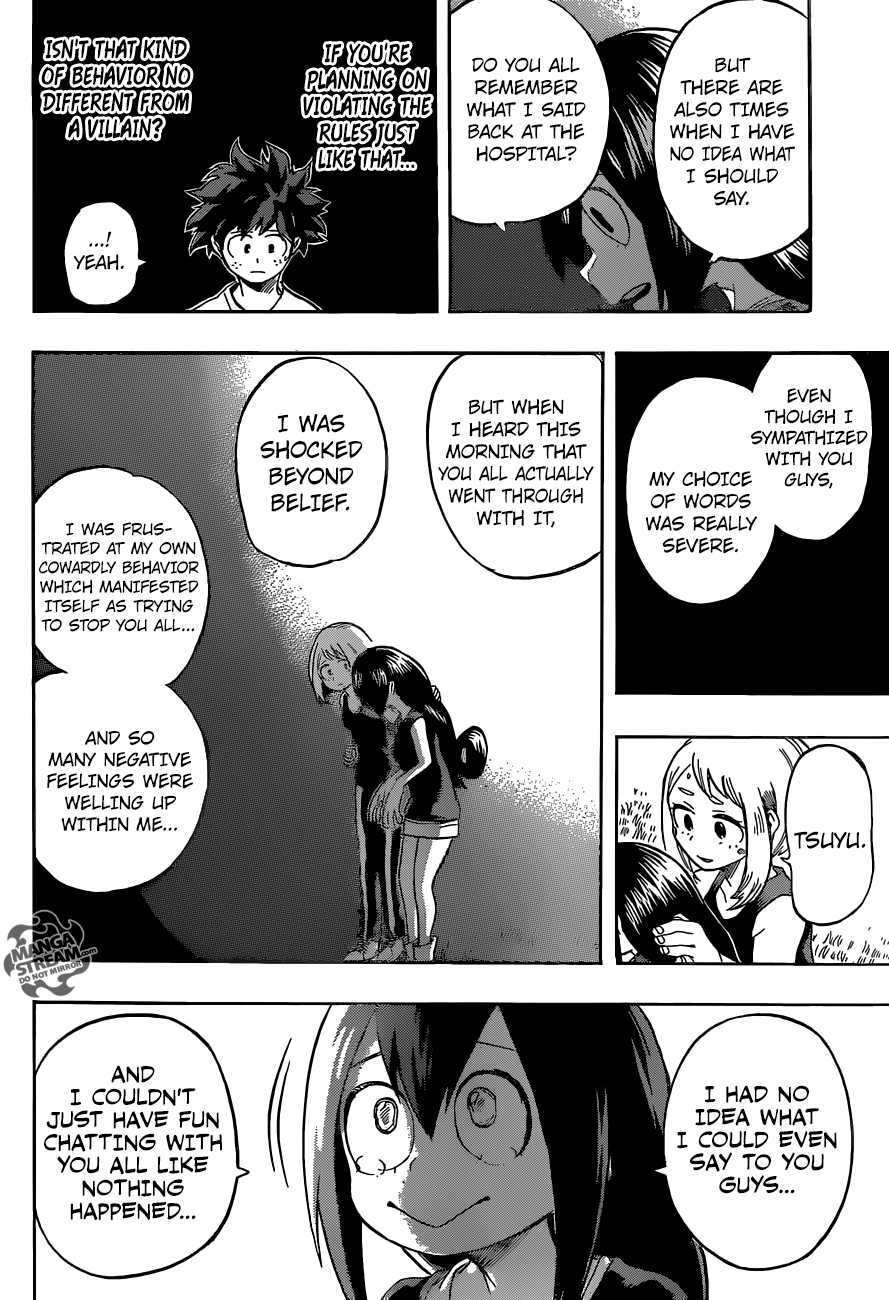 BUT
THERE ARE
ALSO TIMES
WHEN I HAVE
NO IDEA WHAT
I SHOULD
SAY.
DO YOU ALL
REMEMBER
WHAT I SAID
BACK AT THE
HOSPITAL?
IF YOU'RE
PLANNING ON
VIOLATING THE
RULES JUST
LIKE THAT...
ISN'T THAT KIND
OF BEHAVIOR NO
DIFFERENT FROM
A VILLAIN?
...!
YEAH.
EVEN
THOUGH I
SYMPATHIZED
WITH YOU
GUYS,
MY CHOICE
OF WORDS
WAS REALLY
SEVERE.
BUT WHEN
I HEARD THIS
MORNING THAT
YOU ALL ACTUALLY
WENT THROUGH
WITH IT,
I WAS
SHOCKED
BEYOND
BELIEF.
I WAS FRUS-
TRATED AT MY OWN
COWARDLY BEHAVIOR
WHICH MANIFESTED
ITSELF AS TRYING
TO STOP YOU ALL...
AND SO
MANY NEGATIVE
FEELINGS WERE
WELLING UP
WITHIN ME...
TSUYU.
MANGA
STREAM.com
DO NOT MIRROR
I HAD NO
IDEA WHAT
I COULD EVEN
SAY TO YOU
GUYS...
AND
I COULDN'T
JUST HAVE FUN
CHATTING WITH
YOU ALL LIKE
NOTHING
HAPPENED...